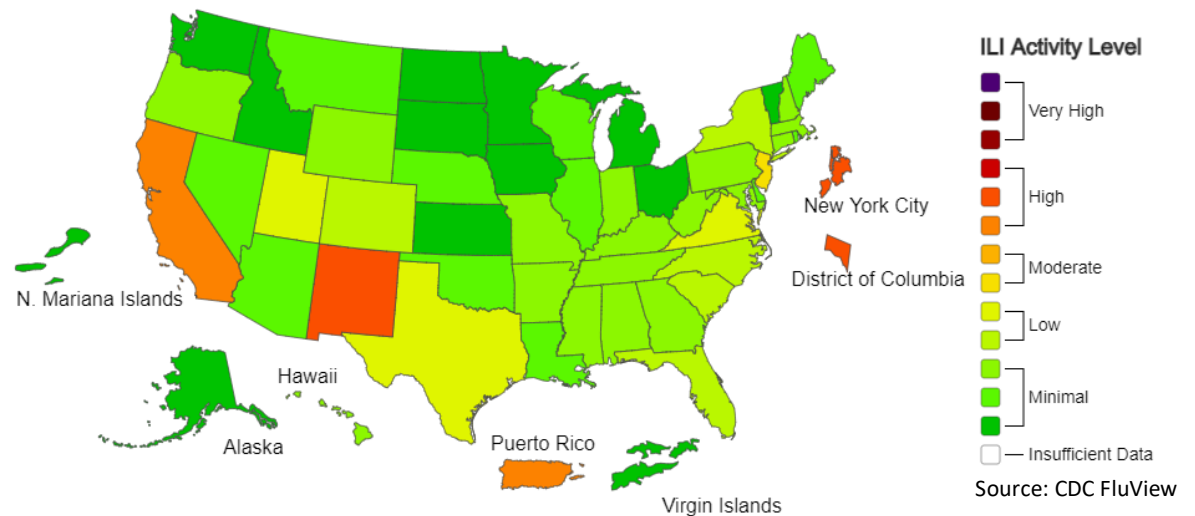 ILI Activity Level
Very High
High
Moderate
Low
Minimal
Insufficient Data
Source: CDC FluView
New York City
District of Columbia
N. Mariana Islands
Hawaii
Alaska
Puerto Rico
Virgin Islands